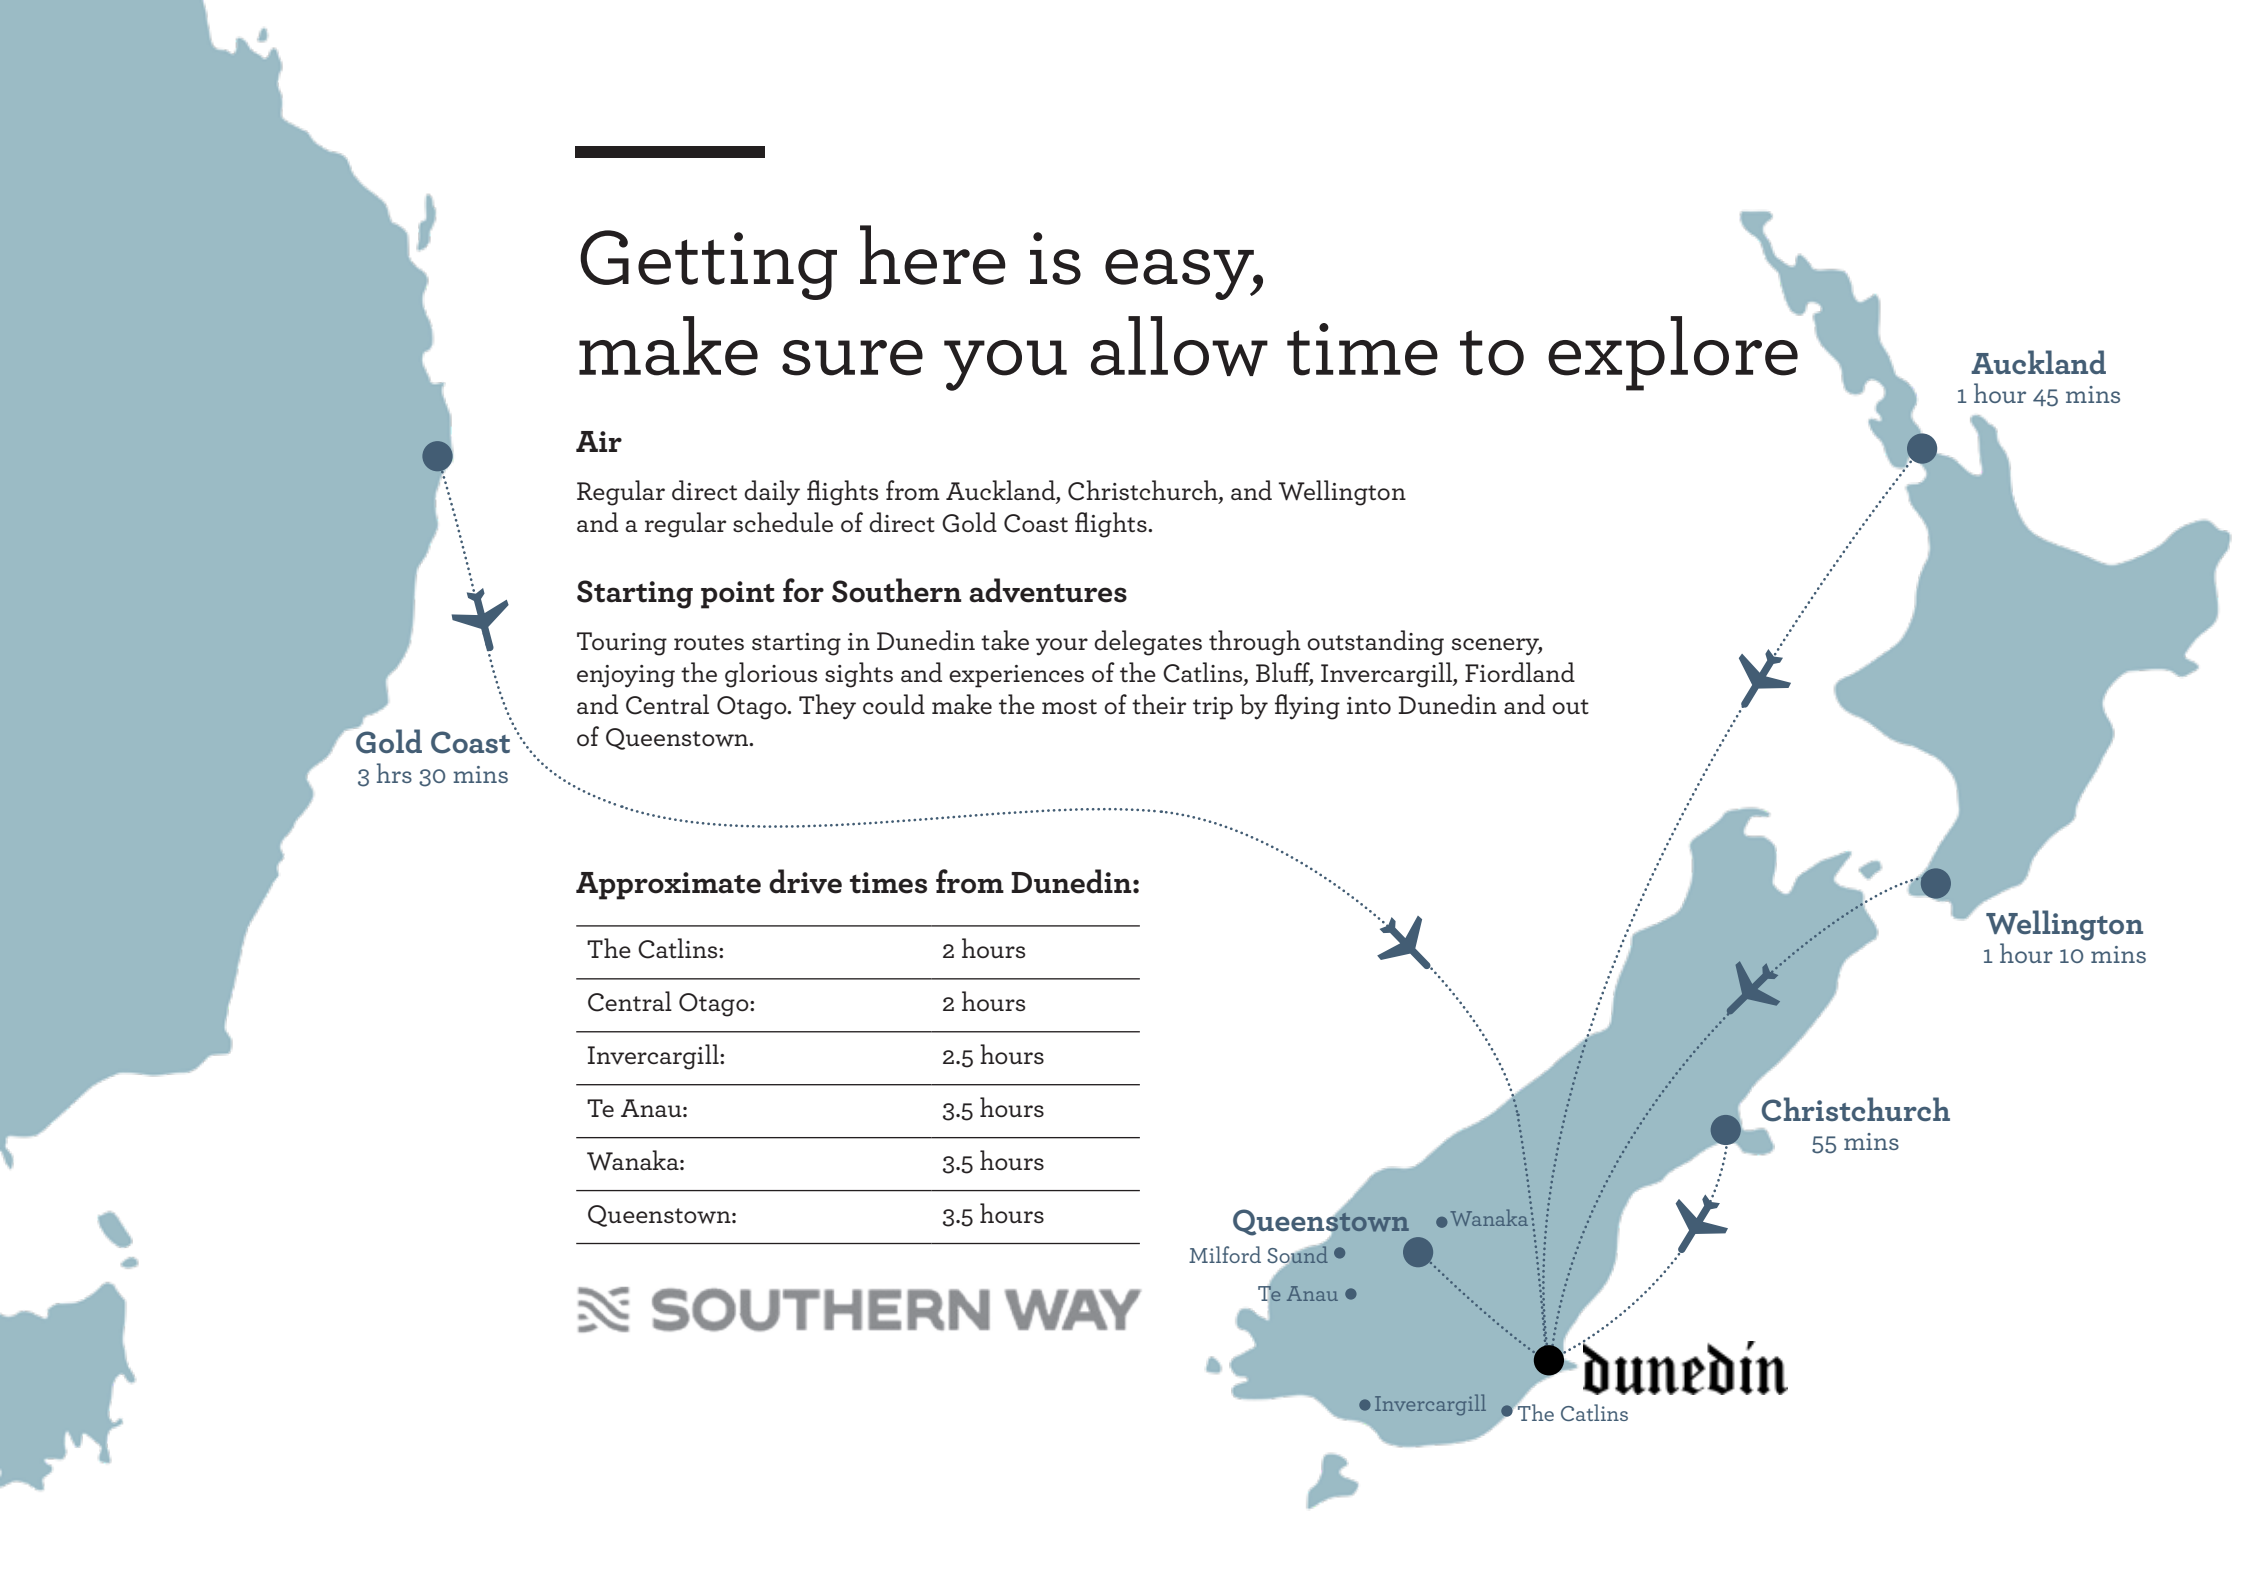 Getting here is easy,
make sure you allow time to explore
Air
Regular direct daily flights from Auckland, Christchurch, and Wellington
and a regular schedule of direct Gold Coast flights.
Starting point for Southern adventures
Touring routes starting in Dunedin take your delegates through outstanding scenery,
enjoying the glorious sights and experiences of the Catlins, Bluff, Invercargill, Fiordland
and Central Otago. They could make the most of their trip by flying into Dunedin and out
of Queenstown.
Gold Coast
3 hrs 30 mins
Approximate drive times from Dunedin:
The Catlins: 2 hours
Central Otago: 2 hours
Invercargill: 2.5 hours
Te Anau: 3.5 hours
Wanaka: 3.5 hours
Queenstown: 3.5 hours
SOUTHERN WAY
Auckland
1 hour 45 mins
Wellington
1 hour 10 mins
Christchurch
55 mins
Queenstown
Wanaka
Milford Sound
Te Anau
dunedin
Invercargill
The Catlins